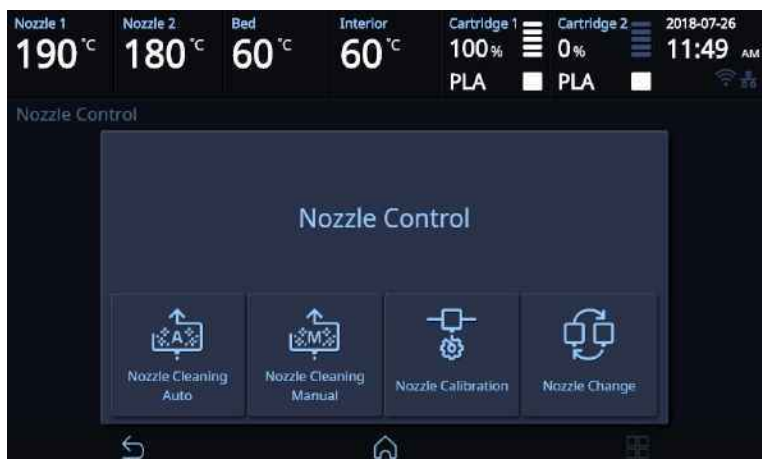 Nozzle 1
190 °C
Nozzle 2
180 °C
Bed
60 °C
Interior
60 °C
Cartridge 1
100 %
PLA
Cartridge 2
0 %
PLA
2018-07-26
11:49 AM
Nozzle Control
Nozzle Control
A
Nozzle Cleaning
Auto
M
Nozzle Cleaning
Manual
Nozzle Calibration
Nozzle Change